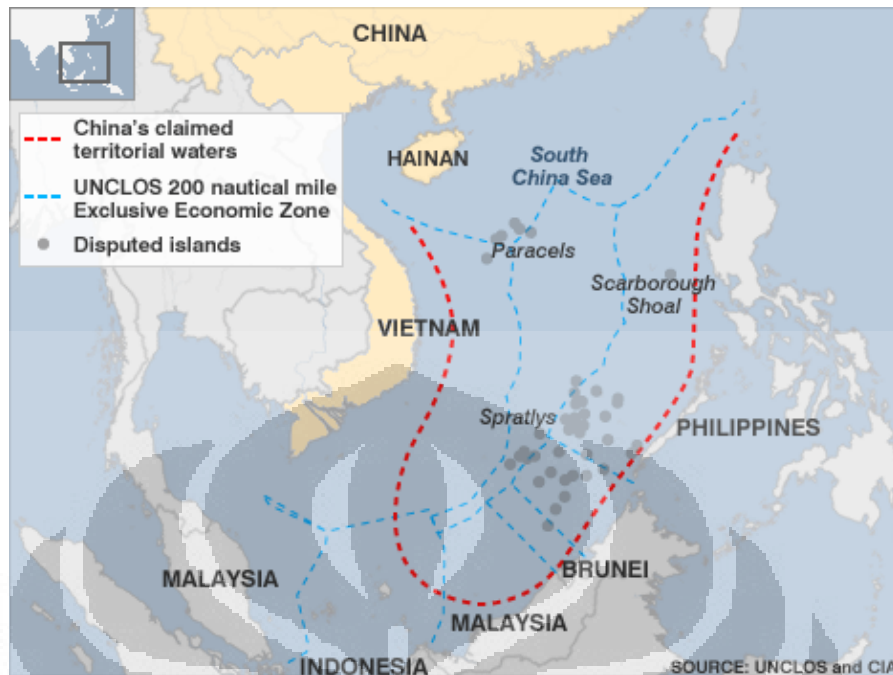 CHINA
China's claimed
territorial waters
UNCLOS 200 nautical mile
Exclusive Economic Zone
Disputed islands
HAINAN
South
China Sea
Paracels
Scarborough
Shoal
VIETNAM
Spratlys
PHILIPPINES
MALAYSIA
BRUNEI
MALAYSIA
INDONESIA
SOURCE: UNCLOS and CIA